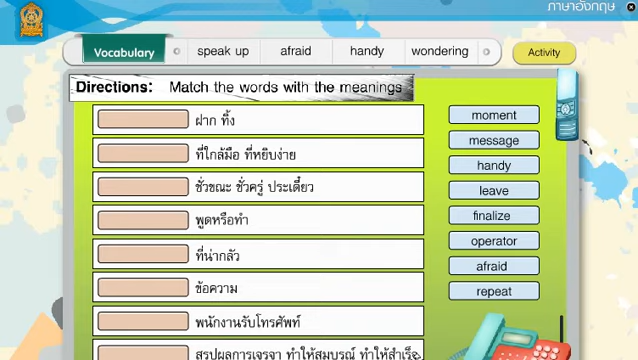 ภาษาอังกฤษ
Vocabulary speak up afraid handy wondering Activity
Directions: Match the words with the meanings
ฝาก ทิ้ง
ที่ใกล้มือ ที่หยิบง่าย
ชั่วขณะ ชั่วครู่ ประเดี๋ยว
พูดหรือทำ
ที่น่ากลัว
ข้อความ
พนักงานรับโทรศัพท์
สรุปผลการเจรจา ทำให้สมบูรณ์ ทำให้สำเร็จ
moment
message
handy
leave
finalize
operator
afraid
repeat